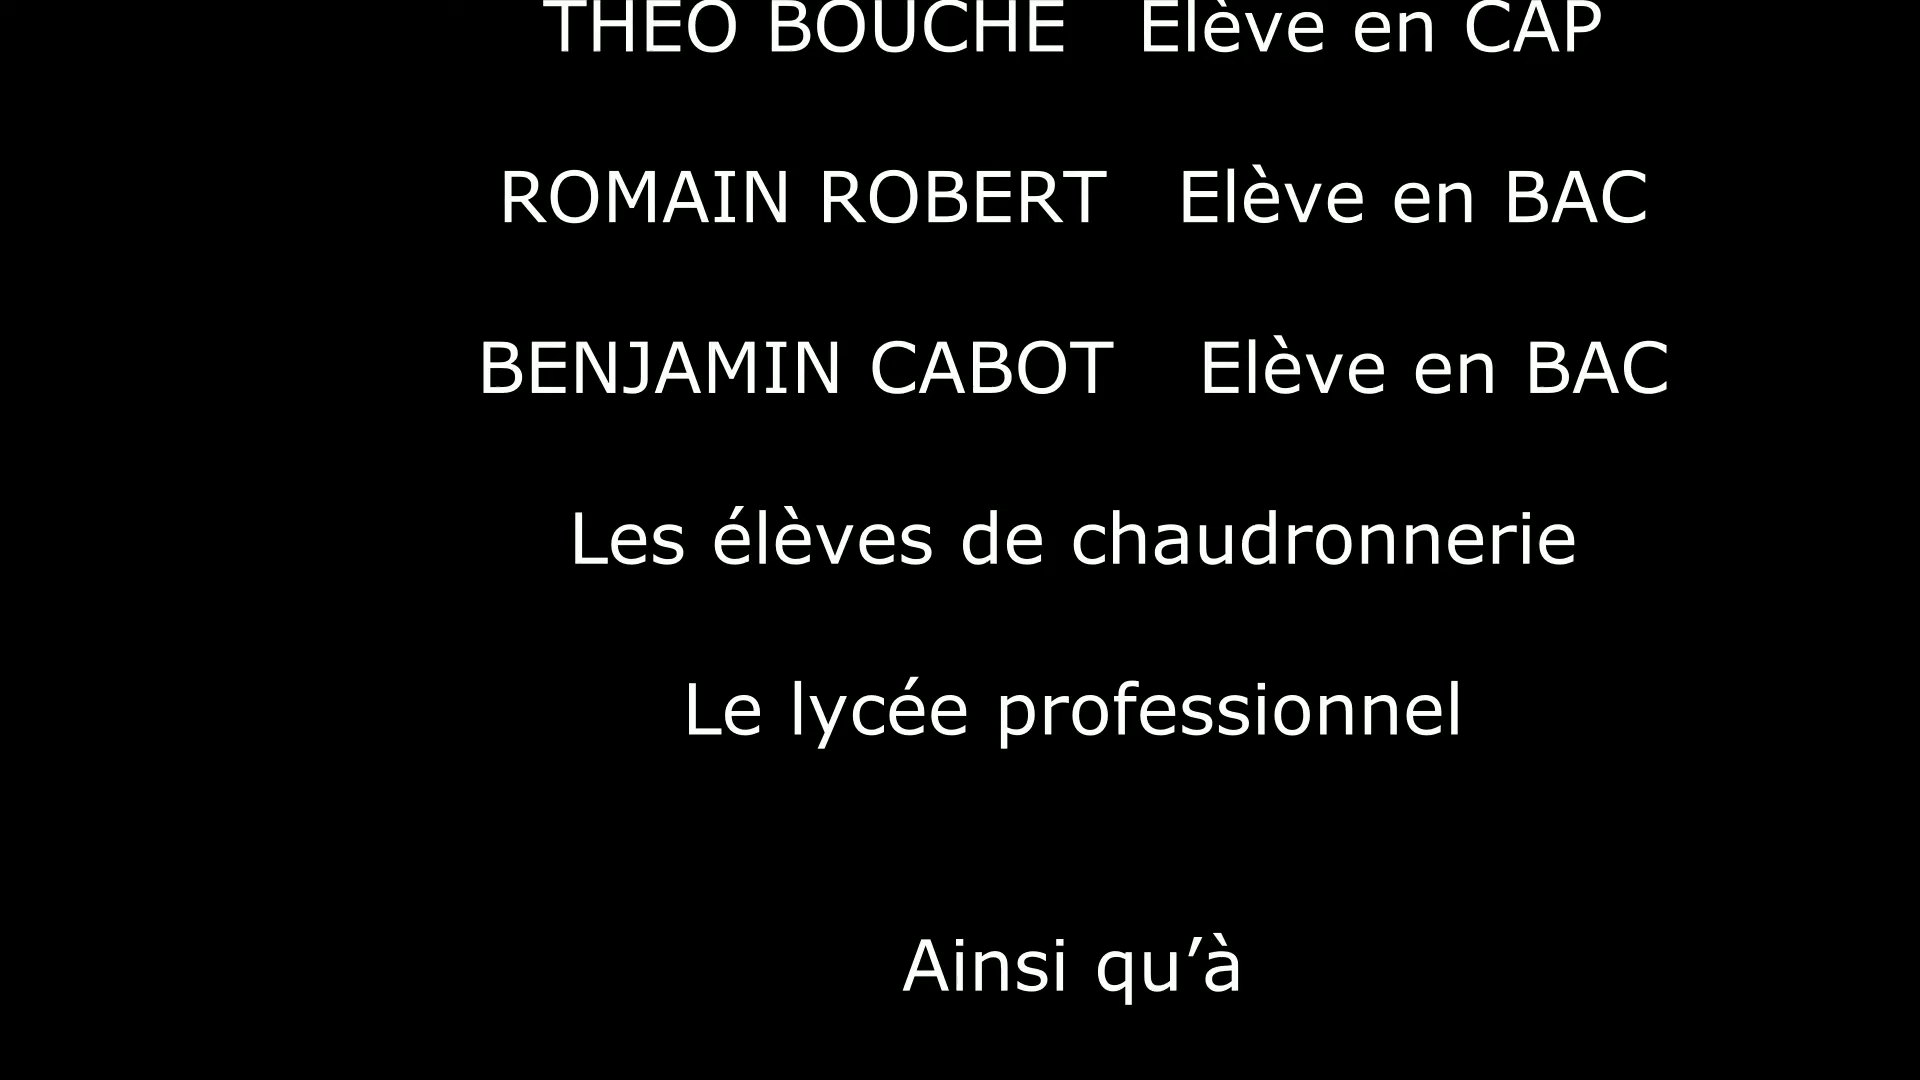 THEO BOUCHE Elève en CAP
ROMAIN ROBERT Elève en BAC
BENJAMIN CABOT Elève en BAC
Les élèves de chaudronnerie
Le lycée professionnel
Ainsi qu’à